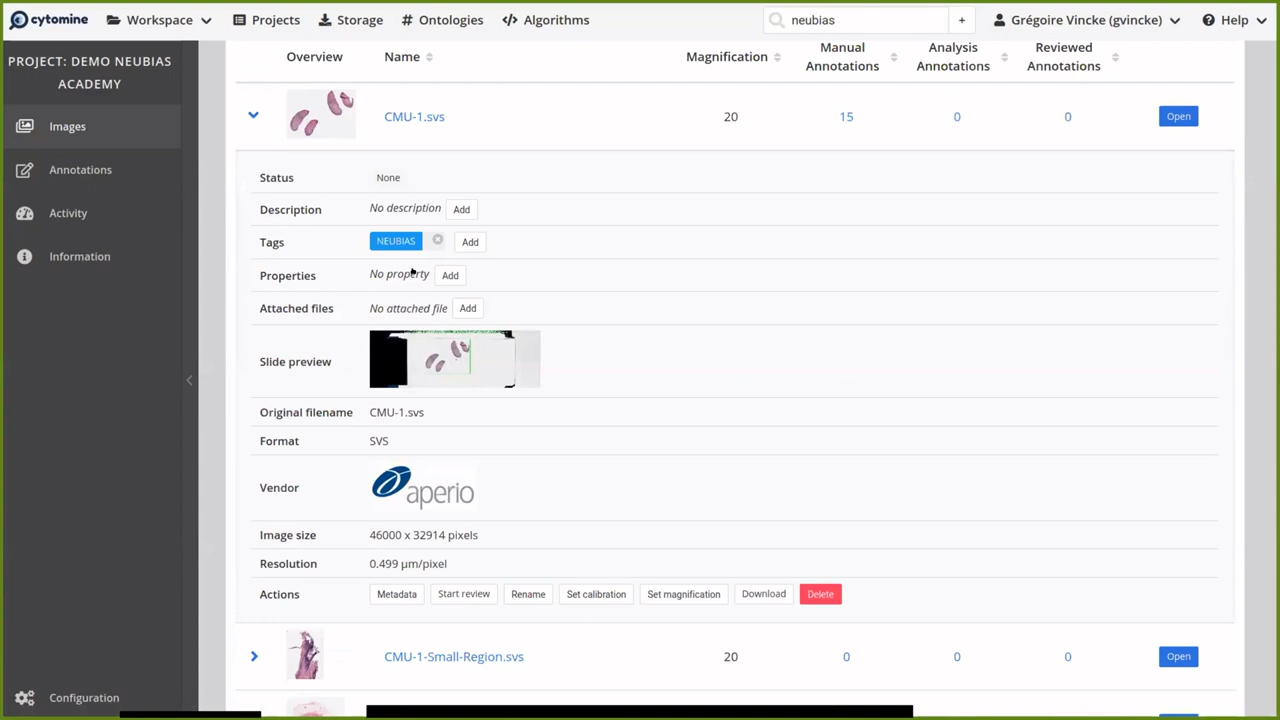 cytomine Workspace Projects Storage Ontologies Algorithms neubias + Grégoire Vincke (gvincke) Help
PROJECT: DEMO NEUBIAS
ACADEMY
Images
Annotations
Activity
Information
Configuration
Overview Name Magnification Manual Annotations Analysis Annotations Reviewed Annotations
CMU-1.svs 20 15 0 0 Open
Status None
Description No description Add
Tags NEUBIAS Add
Properties No property Add
Attached files No attached file Add
Slide preview
Original filename CMU-1.svs
Format SVS
Vendor aperio
Image size 46000 x 32914 pixels
Resolution 0.499 µm/pixel
Actions Metadata Start review Rename Set calibration Set magnification Download Delete
CMU-1-Small-Region.svs 20 0 0 0 Open